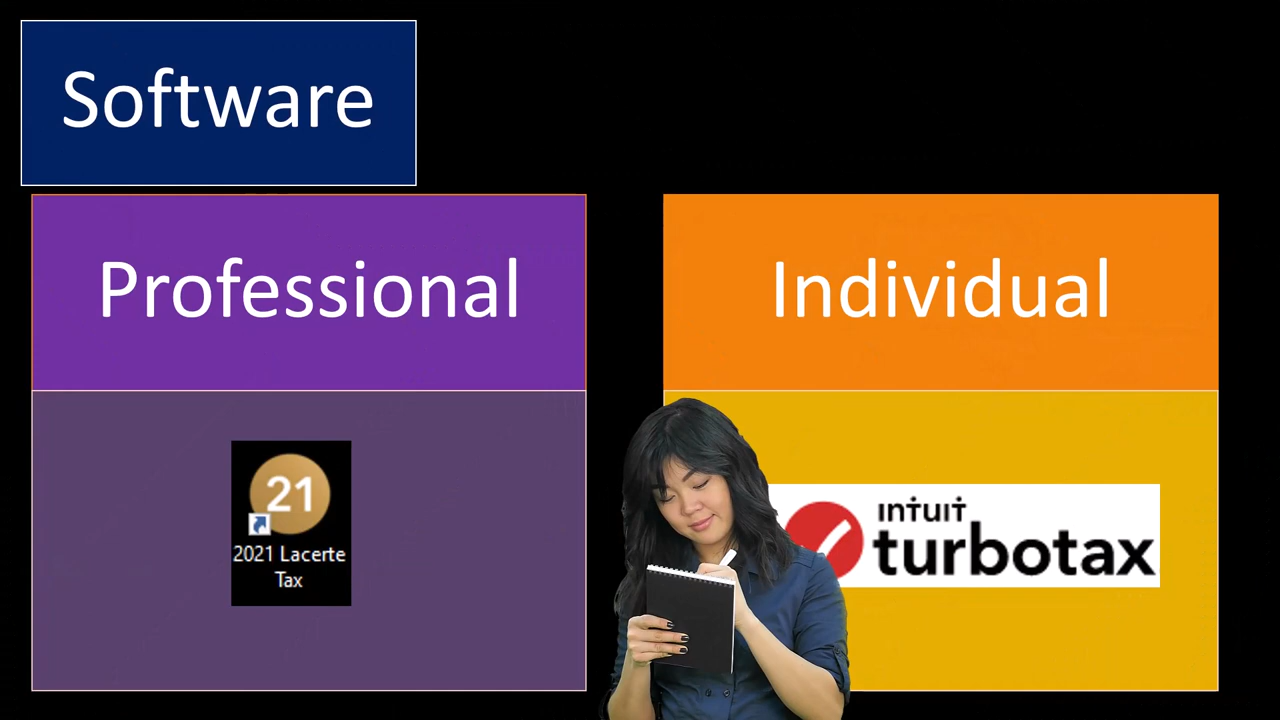 Software
Professional
Individual
21
2021 Lacerte
Tax
intuit
turbotax